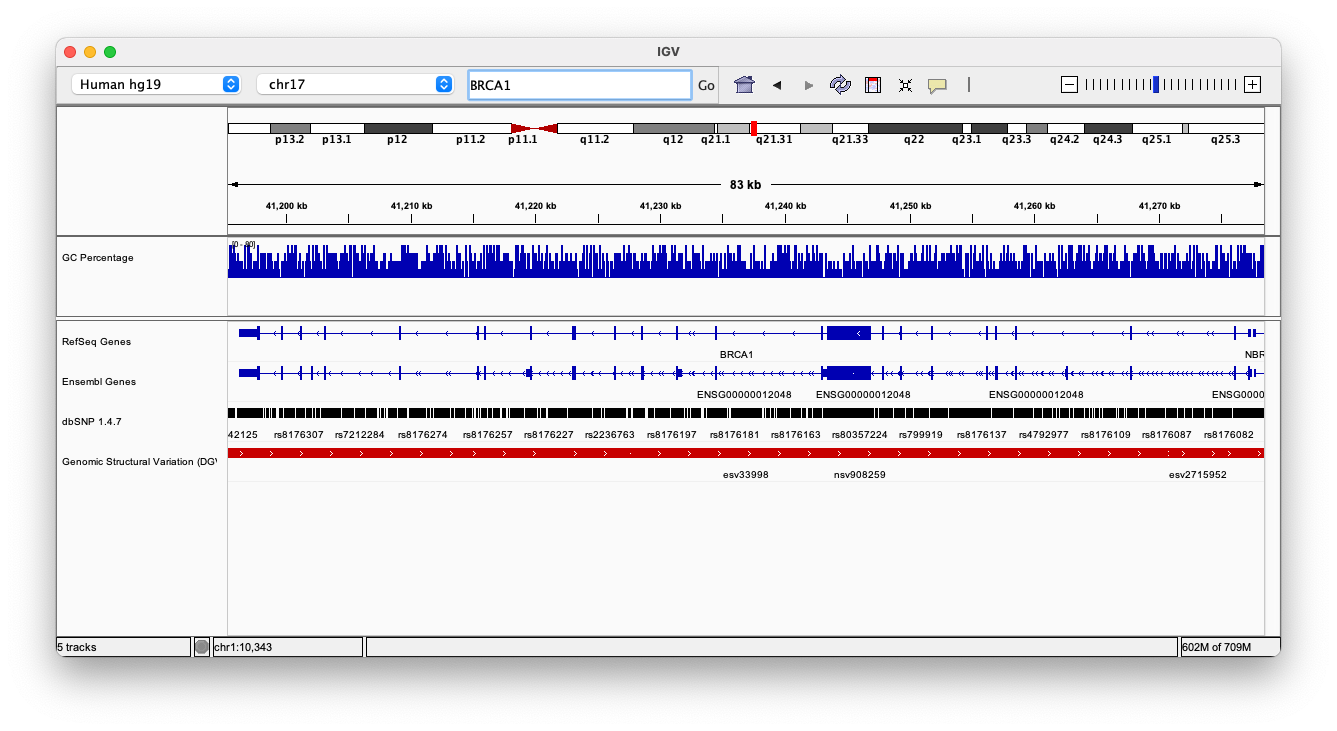 IGV
Human hg19 chr17 BRCA1 Go
p13.2 p13.1 p12 p11.2 p11.1 q11.2 q12 q21.1 q21.31 q21.33 q22 q23.1 q23.3 q24.2 q24.3 q25.1 q25.3
83 kb
41,200 kb 41,210 kb 41,220 kb 41,230 kb 41,240 kb 41,250 kb 41,260 kb 41,270 kb
[0 - 80]
GC Percentage
RefSeq Genes
BRCA1 NBR
Ensembl Genes
ENSG00000012048 ENSG00000012048 ENSG00000012048 ENSG0000
dbSNP 1.4.7
42125 rs8176307 rs7212284 rs8176274 rs8176257 rs8176227 rs2236763 rs8176197 rs8176181 rs8176163 rs80357224 rs799919 rs8176137 rs4792977 rs8176109 rs8176087 rs8176082
Genomic Structural Variation (DGV
esv33998 nsv908259 esv2715952
5 tracks chr1:10,343 602M of 709M